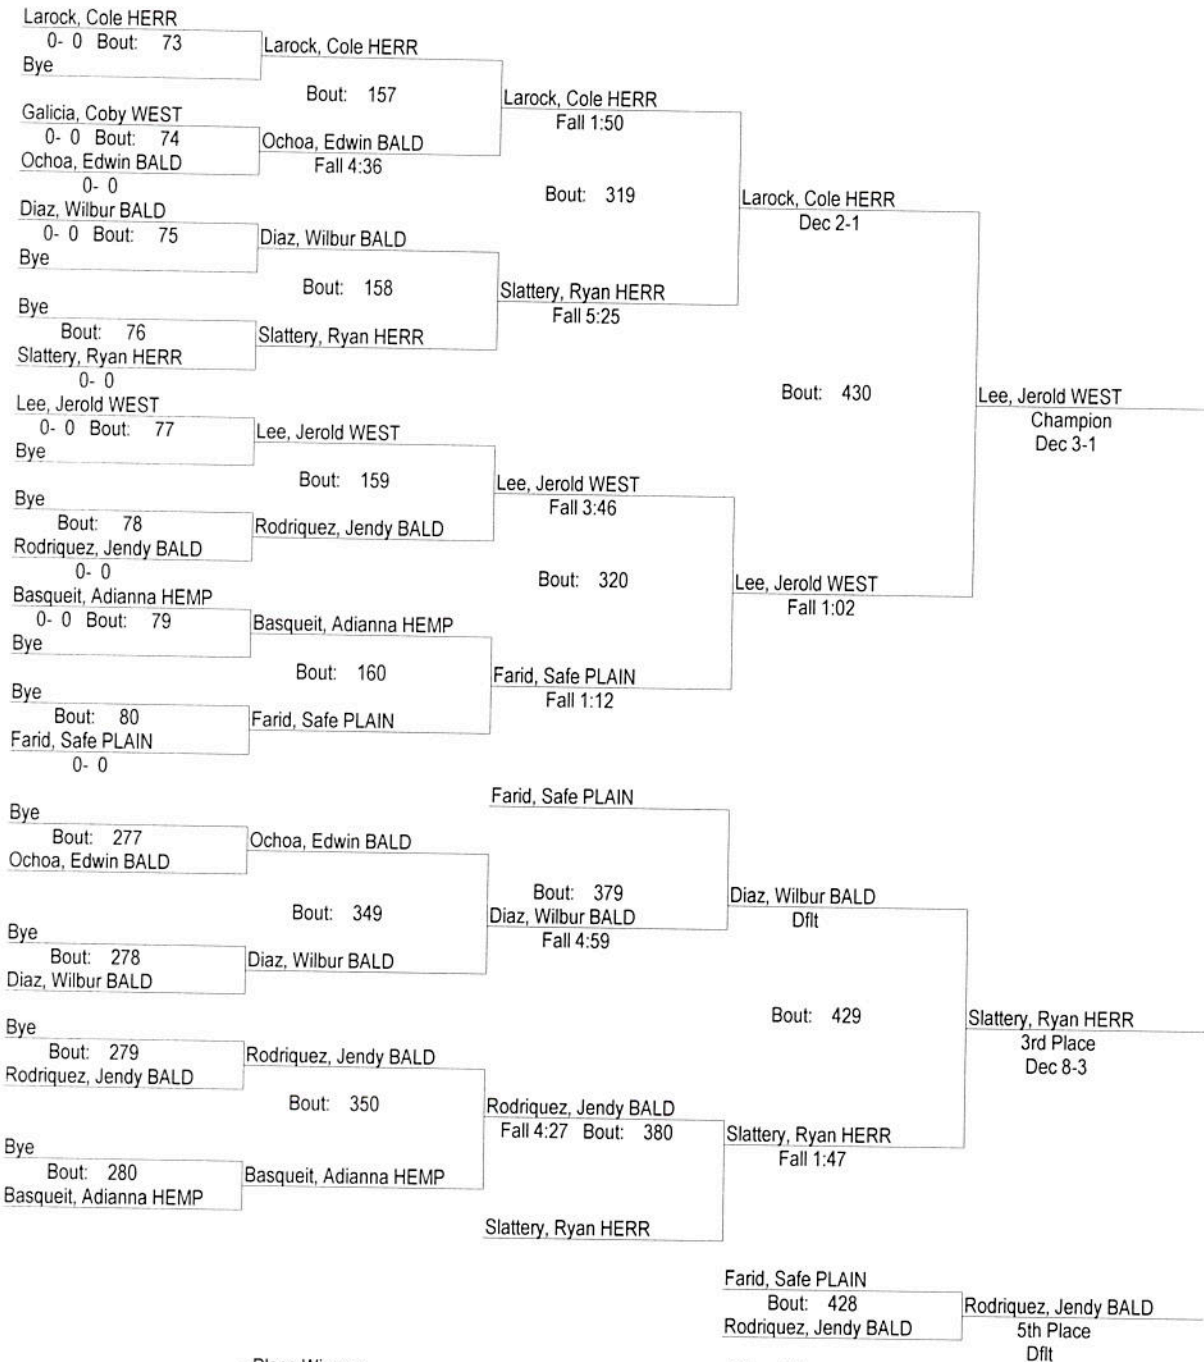 Larock, Cole HERR
0- 0 Bout: 73
Bye
Larock, Cole HERR
Bout: 157
Galicia, Coby WEST
0- 0 Bout: 74
Ochoa, Edwin BALD
0- 0
Ochoa, Edwin BALD
Fall 4:36
Larock, Cole HERR
Fall 1:50
Bout: 319
Diaz, Wilbur BALD
0- 0 Bout: 75
Bye
Diaz, Wilbur BALD
Bout: 158
Bye
Bout: 76
Slattery, Ryan HERR
0- 0
Slattery, Ryan HERR
Slattery, Ryan HERR
Fall 5:25
Larock, Cole HERR
Dec 2-1
Bout: 430
Lee, Jerold WEST
Champion
Dec 3-1
Lee, Jerold WEST
0- 0 Bout: 77
Bye
Lee, Jerold WEST
Bout: 159
Bye
Bout: 78
Rodriquez, Jendy BALD
0- 0
Rodriquez, Jendy BALD
Lee, Jerold WEST
Fall 3:46
Bout: 320
Lee, Jerold WEST
Fall 1:02
Basqueit, Adianna HEMP
0- 0 Bout: 79
Bye
Basqueit, Adianna HEMP
Bout: 160
Bye
Bout: 80
Farid, Safe PLAIN
0- 0
Farid, Safe PLAIN
Farid, Safe PLAIN
Fall 1:12
Farid, Safe PLAIN
Bye
Bout: 277
Ochoa, Edwin BALD
Ochoa, Edwin BALD
Bout: 349
Bye
Bout: 278
Diaz, Wilbur BALD
Diaz, Wilbur BALD
Bout: 379
Diaz, Wilbur BALD
Fall 4:59
Diaz, Wilbur BALD
Dflt
Bout: 429
Slattery, Ryan HERR
3rd Place
Dec 8-3
Bye
Bout: 279
Rodriquez, Jendy BALD
Rodriquez, Jendy BALD
Bout: 350
Bye
Bout: 280
Basqueit, Adianna HEMP
Basqueit, Adianna HEMP
Rodriquez, Jendy BALD
Fall 4:27 Bout: 380
Slattery, Ryan HERR
Fall 1:47
Slattery, Ryan HERR
Farid, Safe PLAIN
Bout: 428
Rodriquez, Jendy BALD
Rodriquez, Jendy BALD
5th Place
Dflt